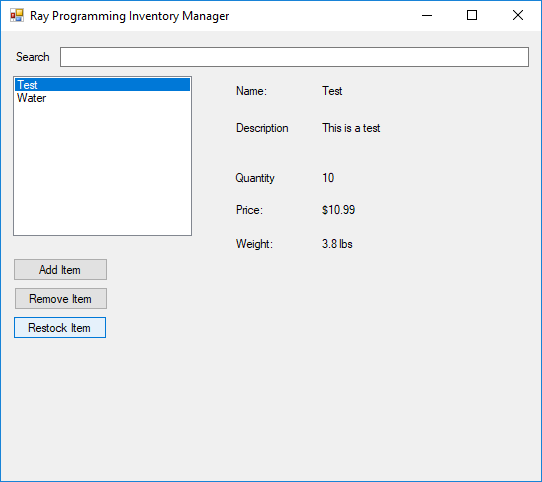 Ray Programming Inventory Manager
Search
Test
Water
Name: Test
Description This is a test
Quantity 10
Price: $10.99
Weight: 3.8 lbs
Add Item
Remove Item
Restock Item